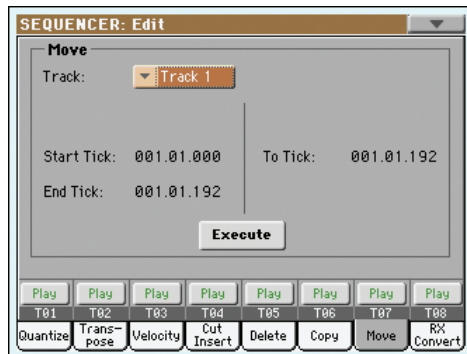 SEQUENCER: Edit
Move
Track: Track 1
Start Tick: 001.01.000 To Tick: 001.01.192
End Tick: 001.01.192
Execute
Play Play Play Play Play Play Play Play
T01 T02 T03 T04 T05 T06 T07 T08
Quantize Trans-pose Velocity Cut Insert Delete Copy Move RX Convert